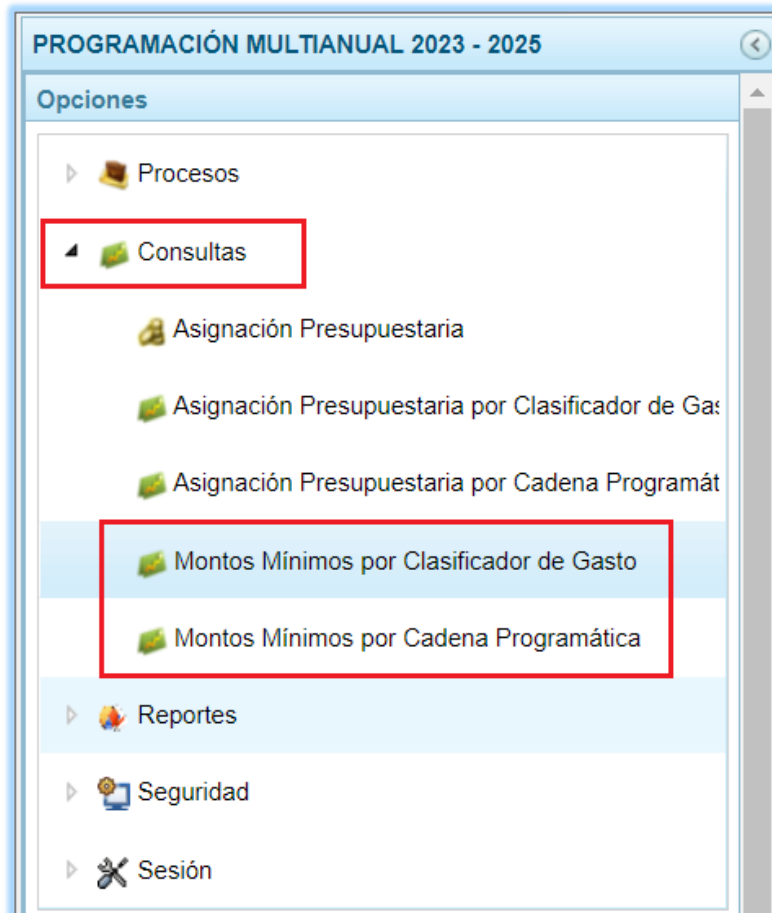 PROGRAMACIÓN MULTIANUAL 2023 - 2025
Opciones
Procesos
Consultas
Asignación Presupuestaria
Asignación Presupuestaria por Clasificador de Gas
Asignación Presupuestaria por Cadena Programát
Montos Mínimos por Clasificador de Gasto
Montos Mínimos por Cadena Programática
Reportes
Seguridad
Sesión